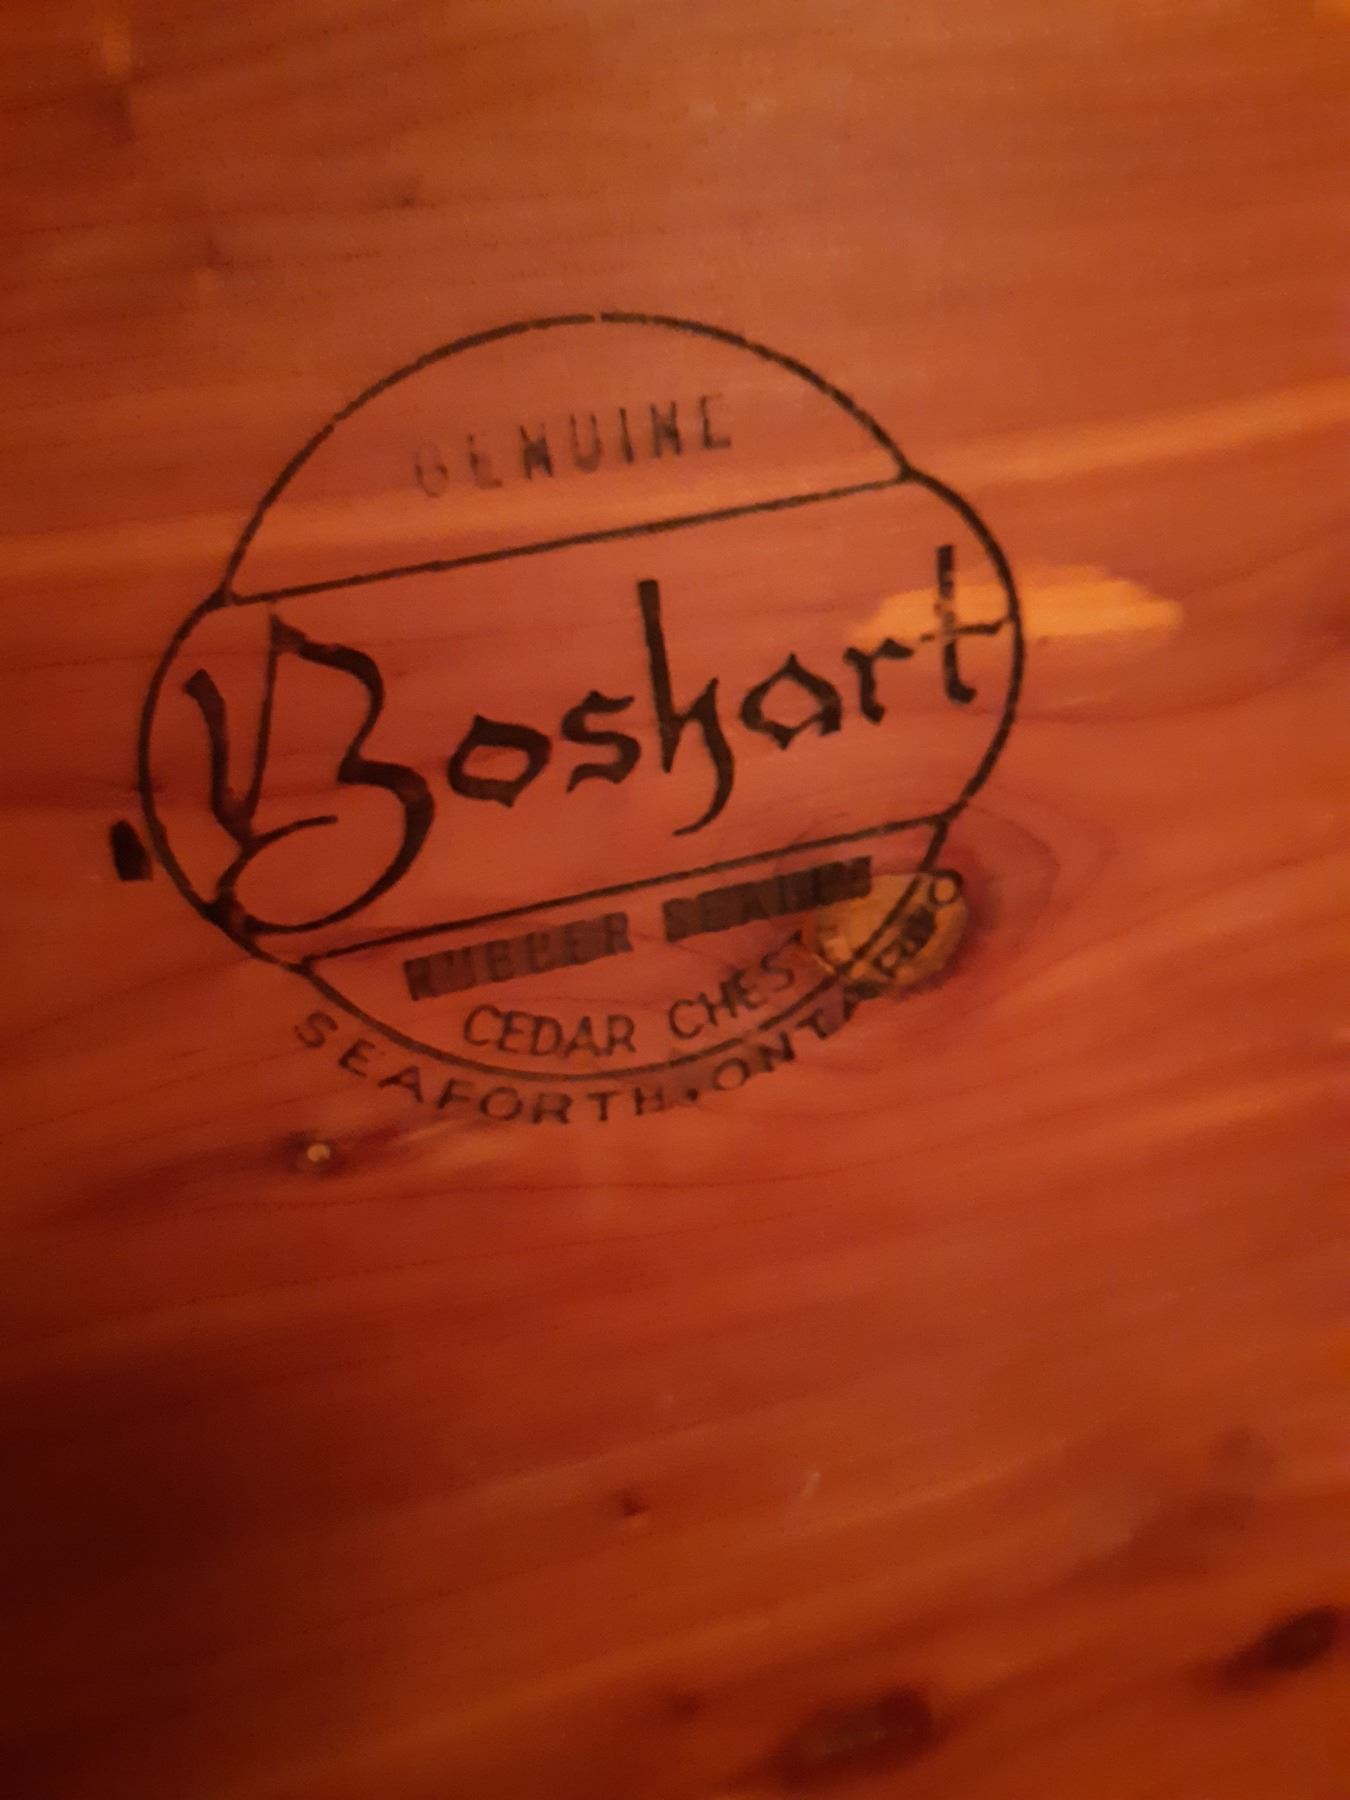 GENUINE
Boshart
RUBBER SEALED
CEDAR CHEST
SEAFORTH, ONTARIO